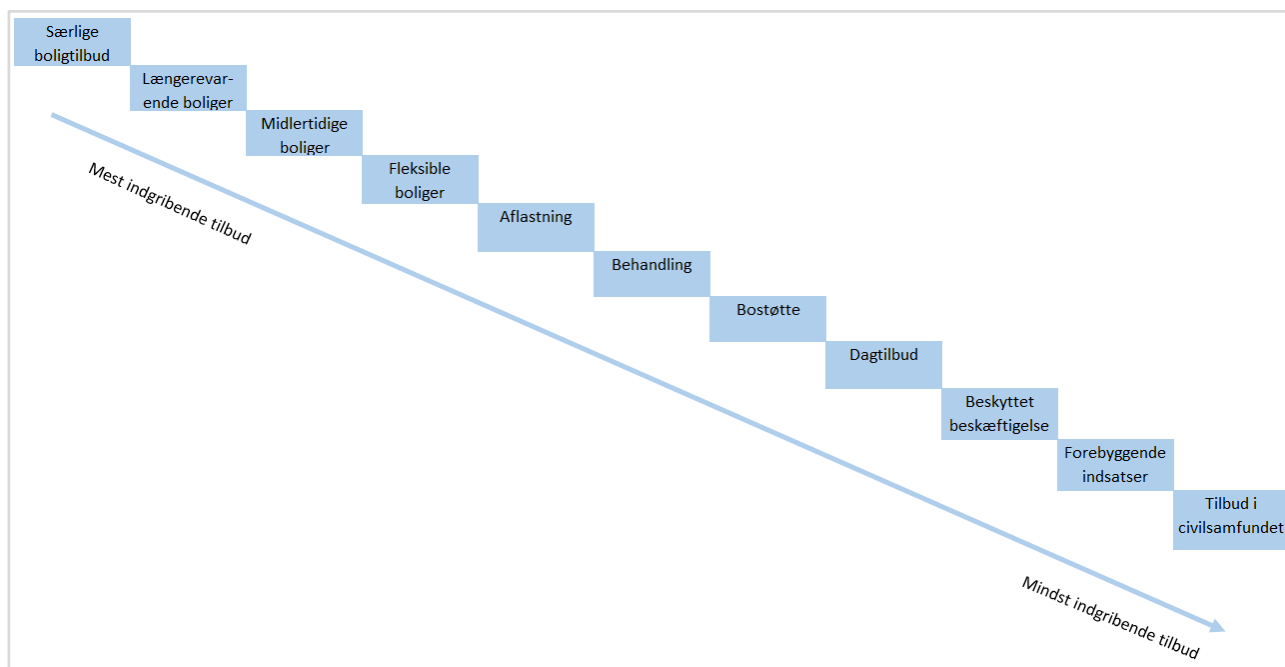 Særlige
boligtilbud
Længerevar-
ende boliger
Midlertidige
boliger
Fleksible
boliger
Aflastning
Behandling
Bostøtte
Dagtilbud
Beskyttet
beskæftigelse
Forebyggende
indsatser
Tilbud i
civilsamfundet
Mest indgribende tilbud
Mindst indgribende tilbud